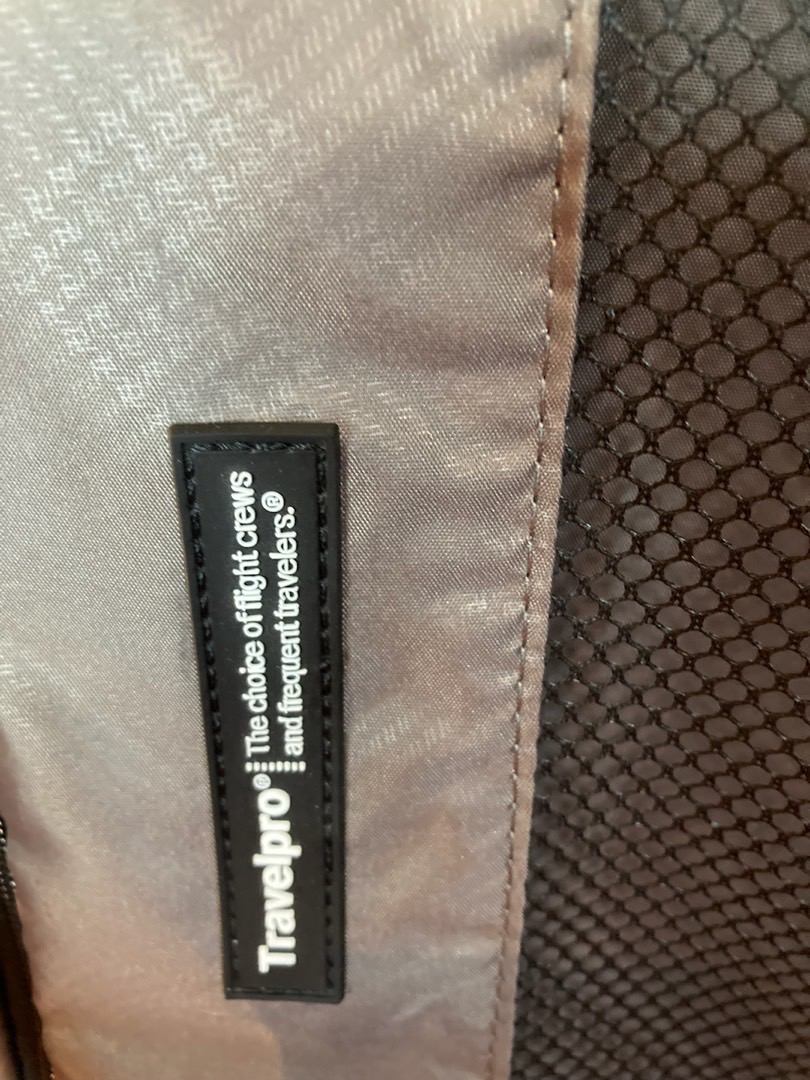 Travelpro®
The choice of flight crews
and frequent travelers.®